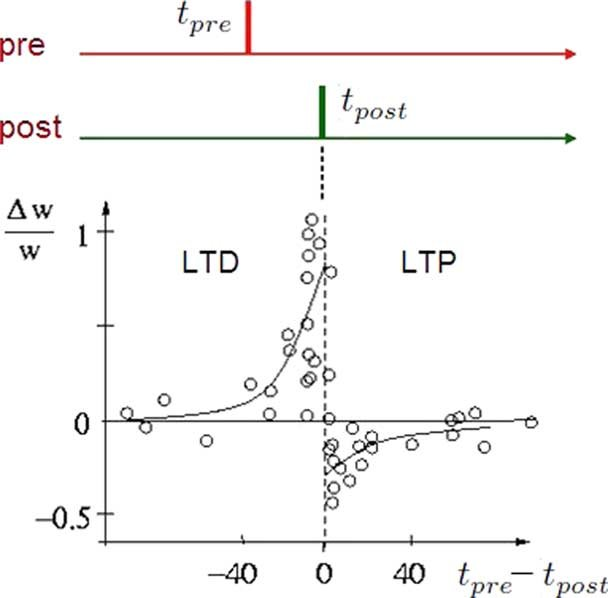 pre t_pre
post t_post
Δw/w
1 LTD LTP
0
−0.5
−40 0 40 t_pre − t_post